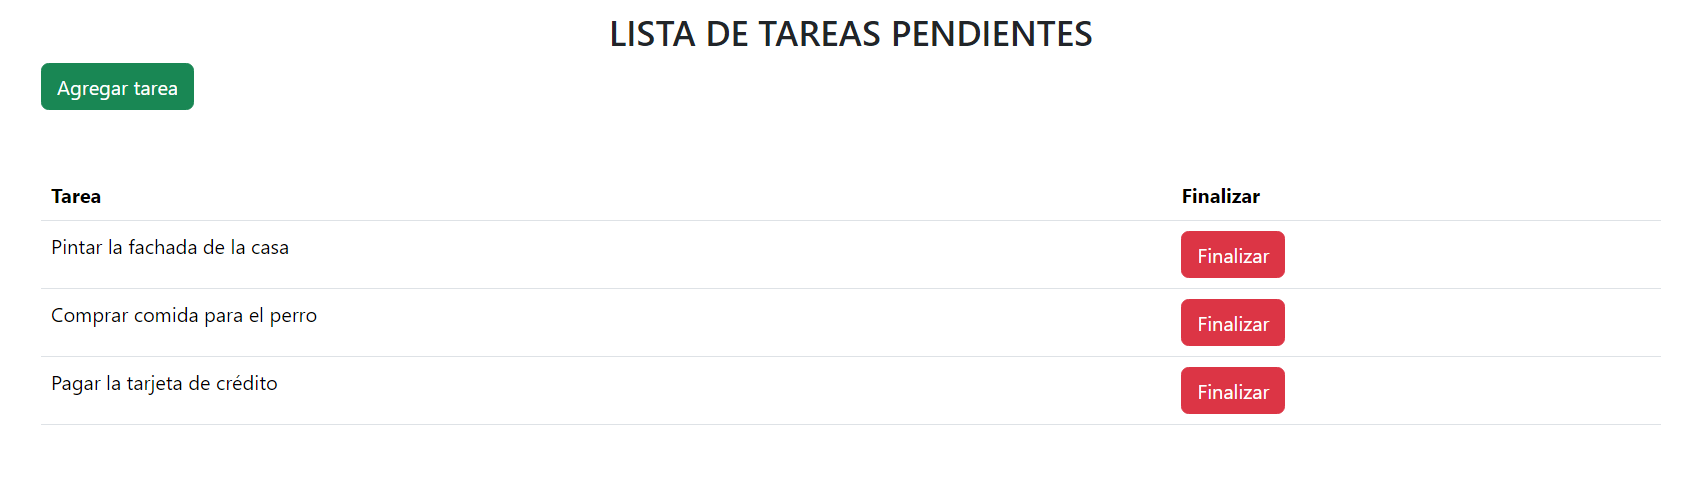 LISTA DE TAREAS PENDIENTES
Agregar tarea
Tarea Finalizar
Pintar la fachada de la casa Finalizar
Comprar comida para el perro Finalizar
Pagar la tarjeta de crédito Finalizar